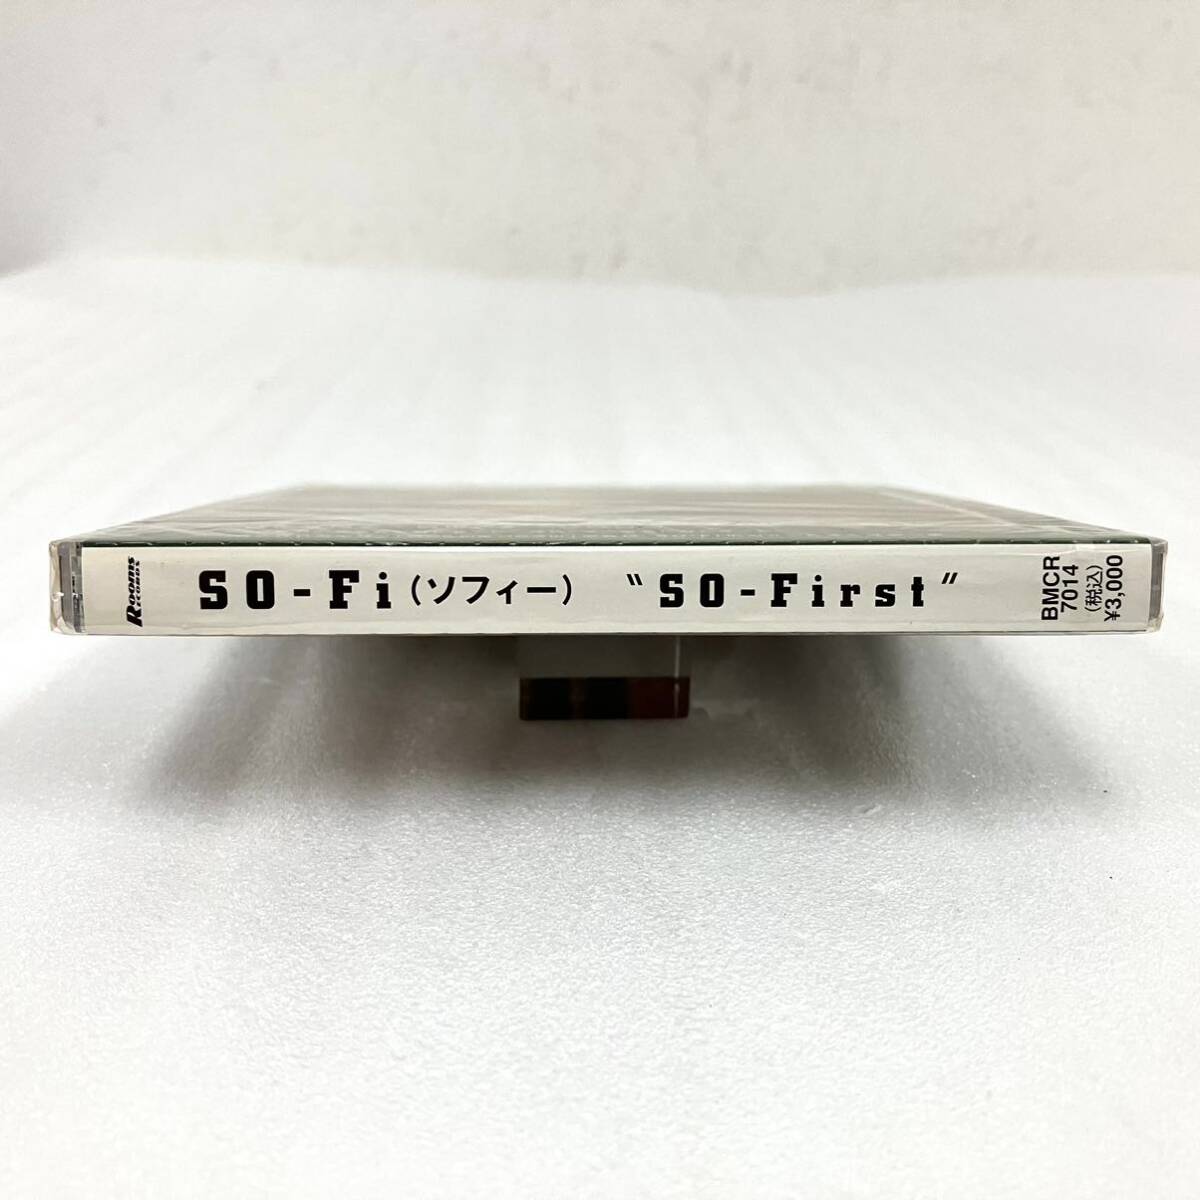 Rooms
RECORDS
SO-Fi (ソフィー) “SO-First”
BMCR
7014
(税込)
¥3,000